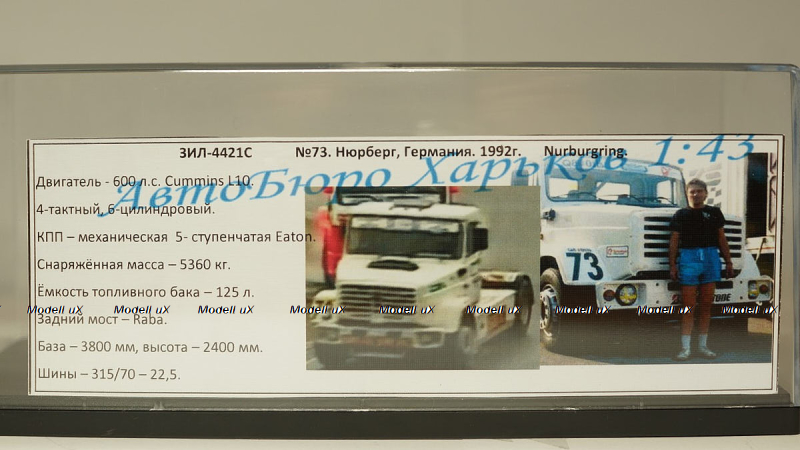 ЗИЛ-4421С №73. Нюрберг, Германия. 1992г. Nurburgring.
АвтоБюро Харьков 1:43
Двигатель - 600 л.с. Cummins L10
4-тактный, 6-цилиндровый.
КПП – механическая 5- ступенчатая Eaton.
Снаряжённая масса – 5360 кг.
73
Ёмкость топливного бака – 125 л.
Modell uX Modell uX Modell uX Modell uX Modell uX Modell uX Modell uX Modell uX
Задний мост – Raba.
База – 3800 мм, высота – 2400 мм.
Шины – 315/70 – 22,5.